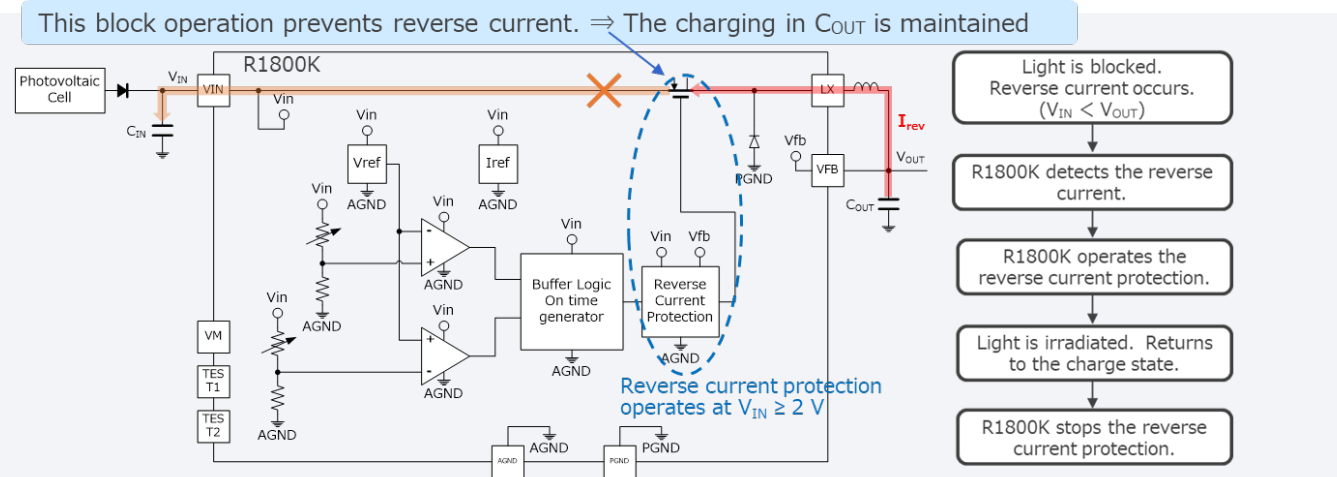 This block operation prevents reverse current. ⇒ The charging in COUT is maintained
R1800K
Photovoltaic
Cell
VIN
VIN
CIN
Vin
Vin
Vref
AGND
Vin
Iref
AGND
Vin
AGND
Vin
-
+
AGND
Vin
AGND
Vin
+
-
AGND
Vin
Buffer Logic
On time
generator
AGND
Vin
Vfb
Reverse
Current
Protection
AGND
LX
Irev
Vfb
VFB
VOUT
PGND
COUT
VM
TES
T1
TES
T2
AGND
AGND
PGND
PGND
Reverse current protection
operates at VIN ≥ 2 V
Light is blocked.
Reverse current occurs.
(VIN < VOUT)
R1800K detects the reverse
current.
R1800K operates the
reverse current protection.
Light is irradiated. Returns
to the charge state.
R1800K stops the reverse
current protection.